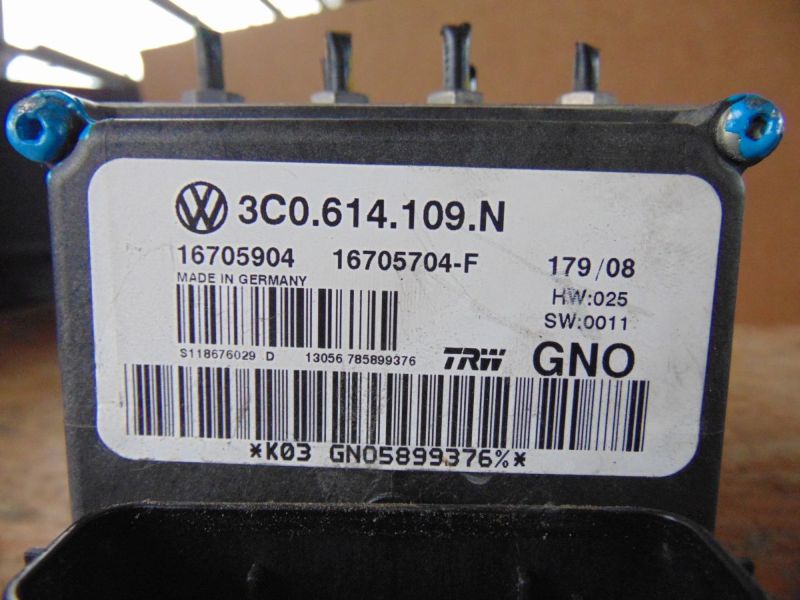 3C0.614.109.N
16705904 16705704-F 179/08
MADE IN GERMANY
HW:025
SW:0011
S118676029 D 13056 785899376 TRW GNO
*K03 GNO5899376%*